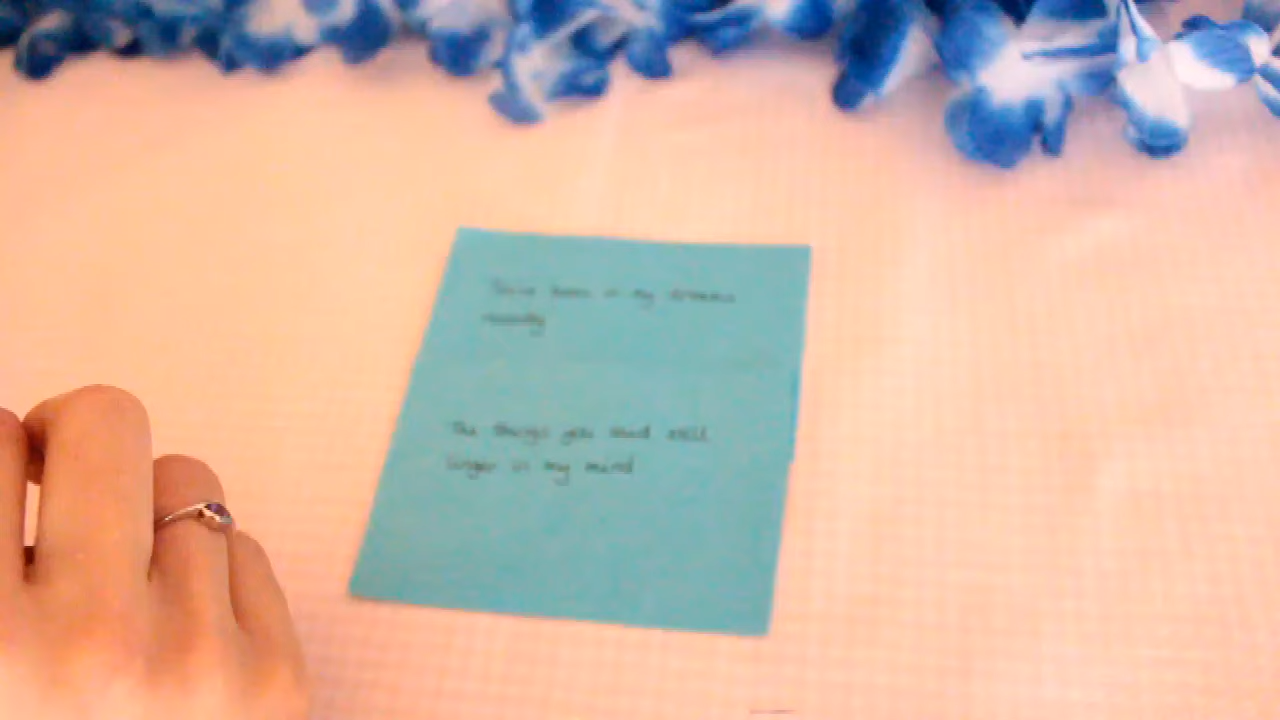 You've been in my dreams
recently
The things you said still
linger in my mind